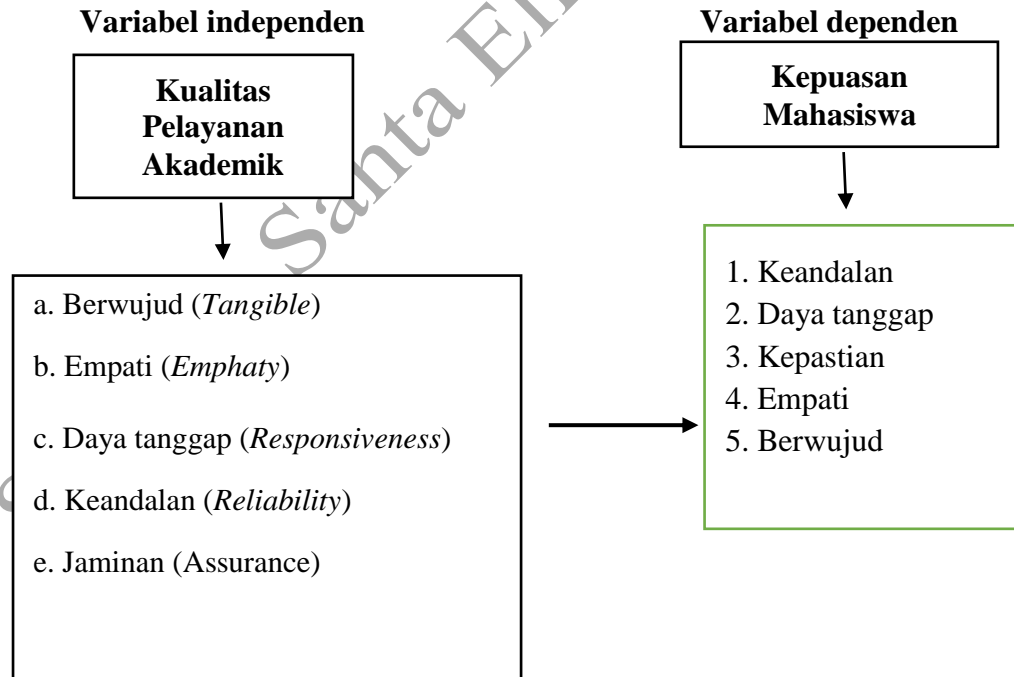 Variabel independen
Kualitas
Pelayanan
Akademik
a. Berwujud (Tangible)
b. Empati (Emphaty)
c. Daya tanggap (Responsiveness)
d. Keandalan (Reliability)
e. Jaminan (Assurance)
Variabel dependen
Kepuasan
Mahasiswa
1. Keandalan
2. Daya tanggap
3. Kepastian
4. Empati
5. Berwujud
Santa